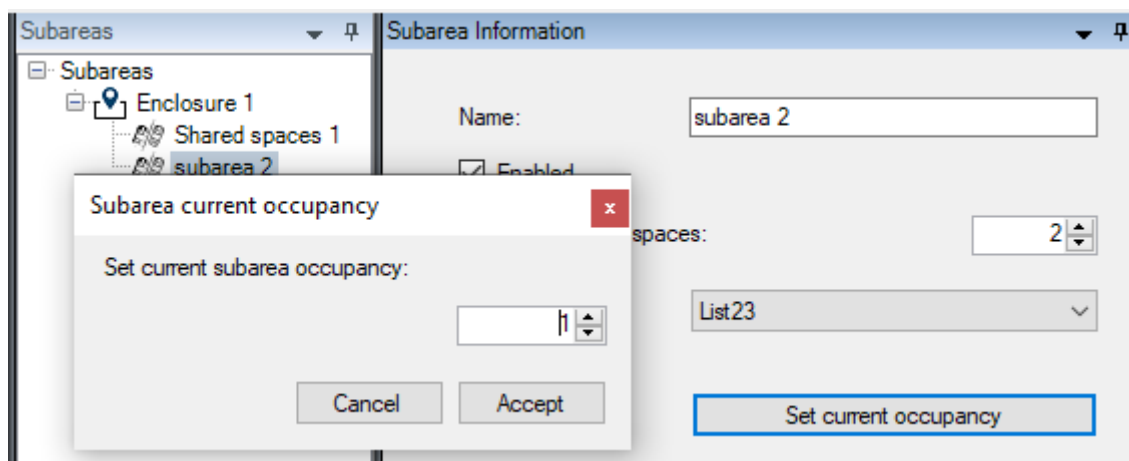 Subareas
Subareas
Enclosure 1
Shared spaces 1
subarea 2
Subarea Information
Name:
subarea 2
Enabled
spaces:
2
List23
Set current occupancy
Subarea current occupancy
x
Set current subarea occupancy:
1
Cancel
Accept